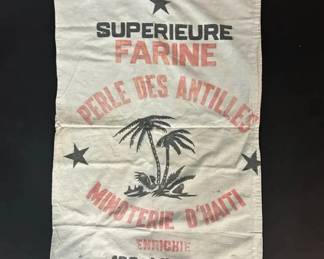 SUPERIEURE
FARINE
PERLE DES ANTILLES
MINOTERIE D'HAITI
ENRICHIE